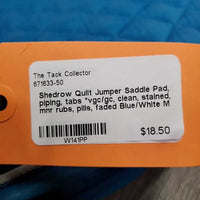 The Tack Collector
671633-50
Shedrow Quilt Jumper Saddle Pad,
piping, tabs *vgc/gc, clean, stained,
mnr rubs, pills, faded Blue/White M
$18.50
W141PP